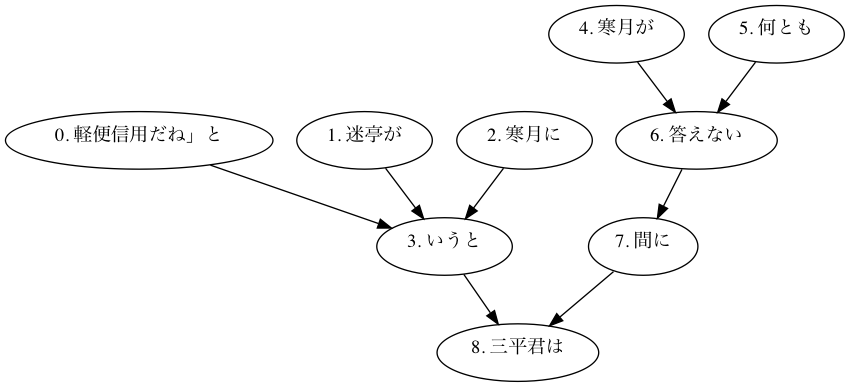 4. 寒月が
5. 何とも
0. 軽便信用だね」と
1. 迷亭が
2. 寒月に
6. 答えない
3. いうと
7. 間に
8. 三平君は